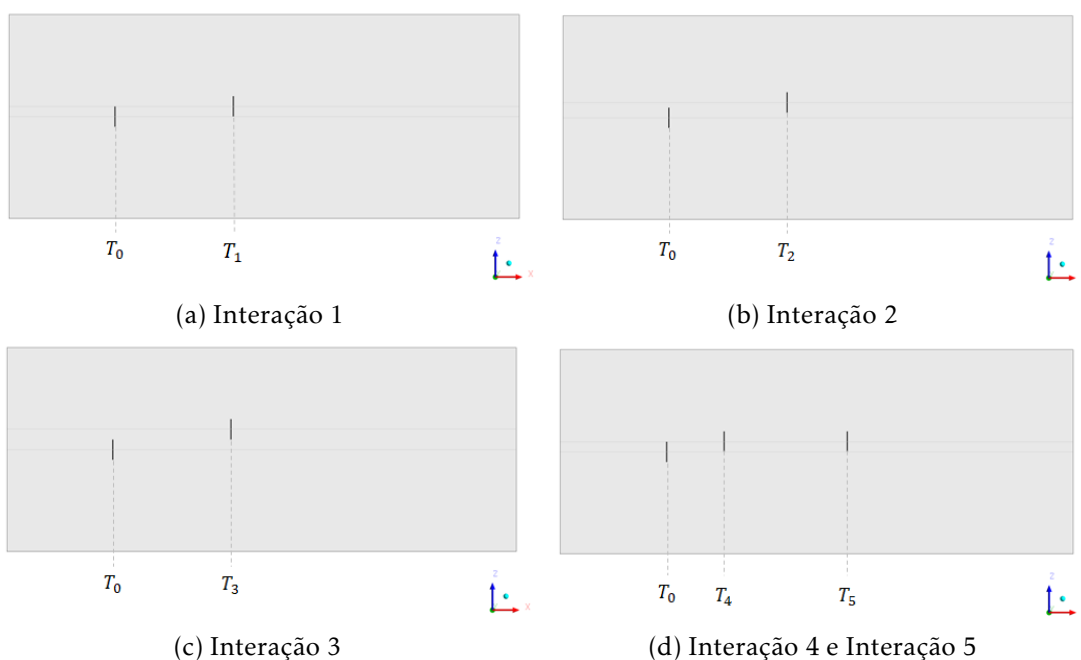 z
x
T₀ T₁
(a) Interação 1
z
T₀ T₂
(b) Interação 2
z
x
T₀ T₃
(c) Interação 3
z
T₀ T₄ T₅
(d) Interação 4 e Interação 5